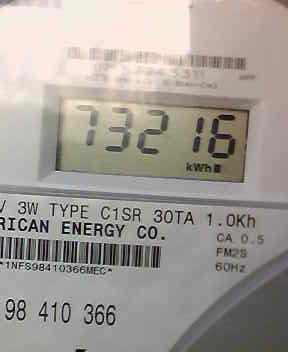 73216
kWh
V 3W TYPE C1SR 30TA 1.0Kh
RICAN ENERGY CO.
CA 0.5
FM2S
60Hz
*1NFS98410366MEC*
98 410 366